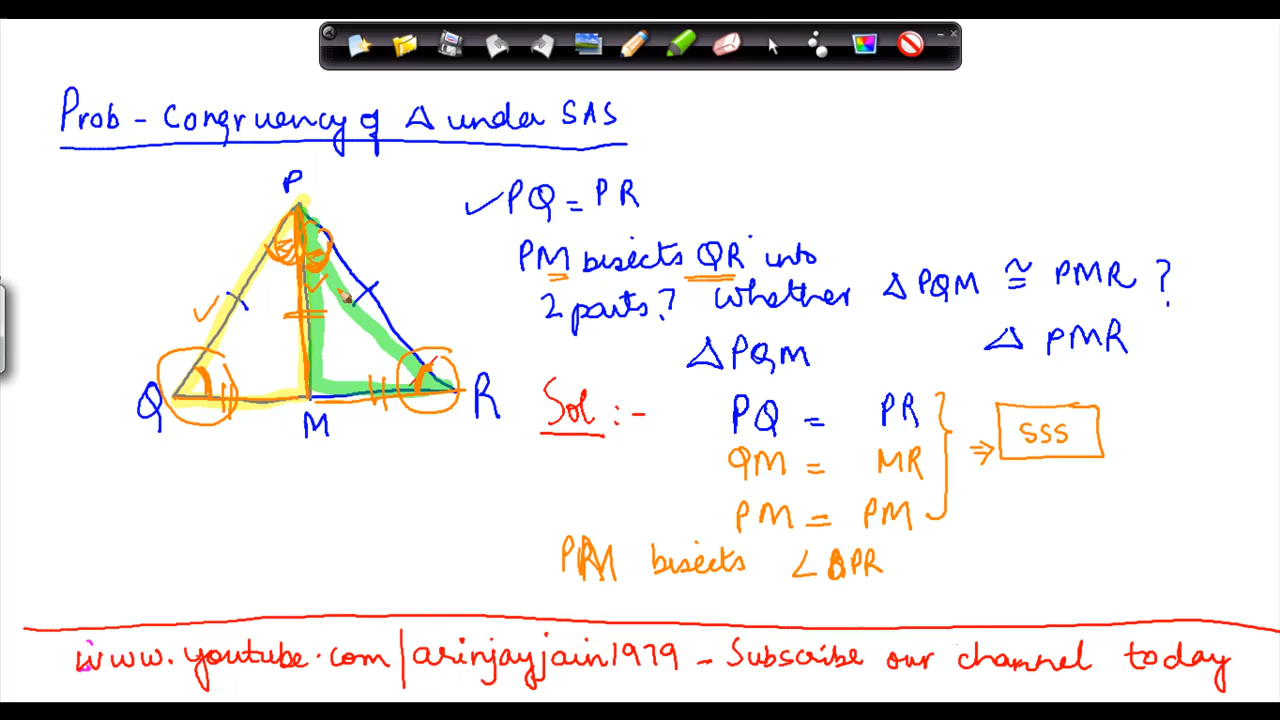 Prob - Congruency of Δ under SAS
P
Q
M
R
PQ = PR
PM bisects QR into
2 parts? Whether Δ PQM ≅ PMR ?
Δ PQM Δ PMR
Sol :-
PQ = PR
QM = MR
PM = PM
⇒ SSS
PM bisects ∠ QPR
www.youtube.com/arinjayjain1979 - Subscribe our channel today